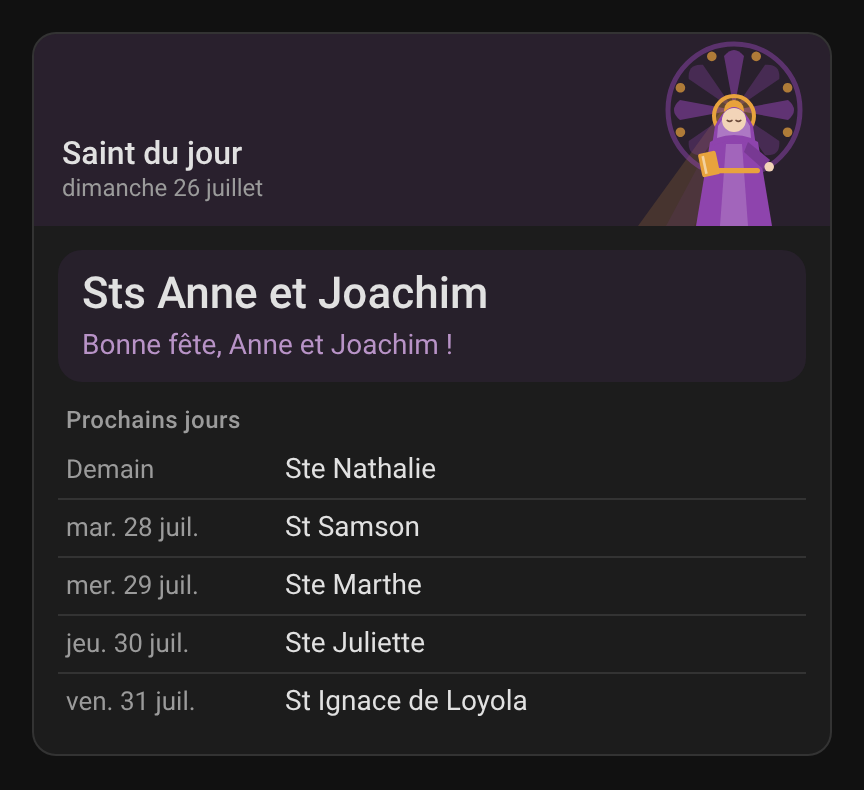 Saint du jour
dimanche 26 juillet
Sts Anne et Joachim
Bonne fête, Anne et Joachim !
Prochains jours
Demain Ste Nathalie
mar. 28 juil. St Samson
mer. 29 juil. Ste Marthe
jeu. 30 juil. Ste Juliette
ven. 31 juil. St Ignace de Loyola